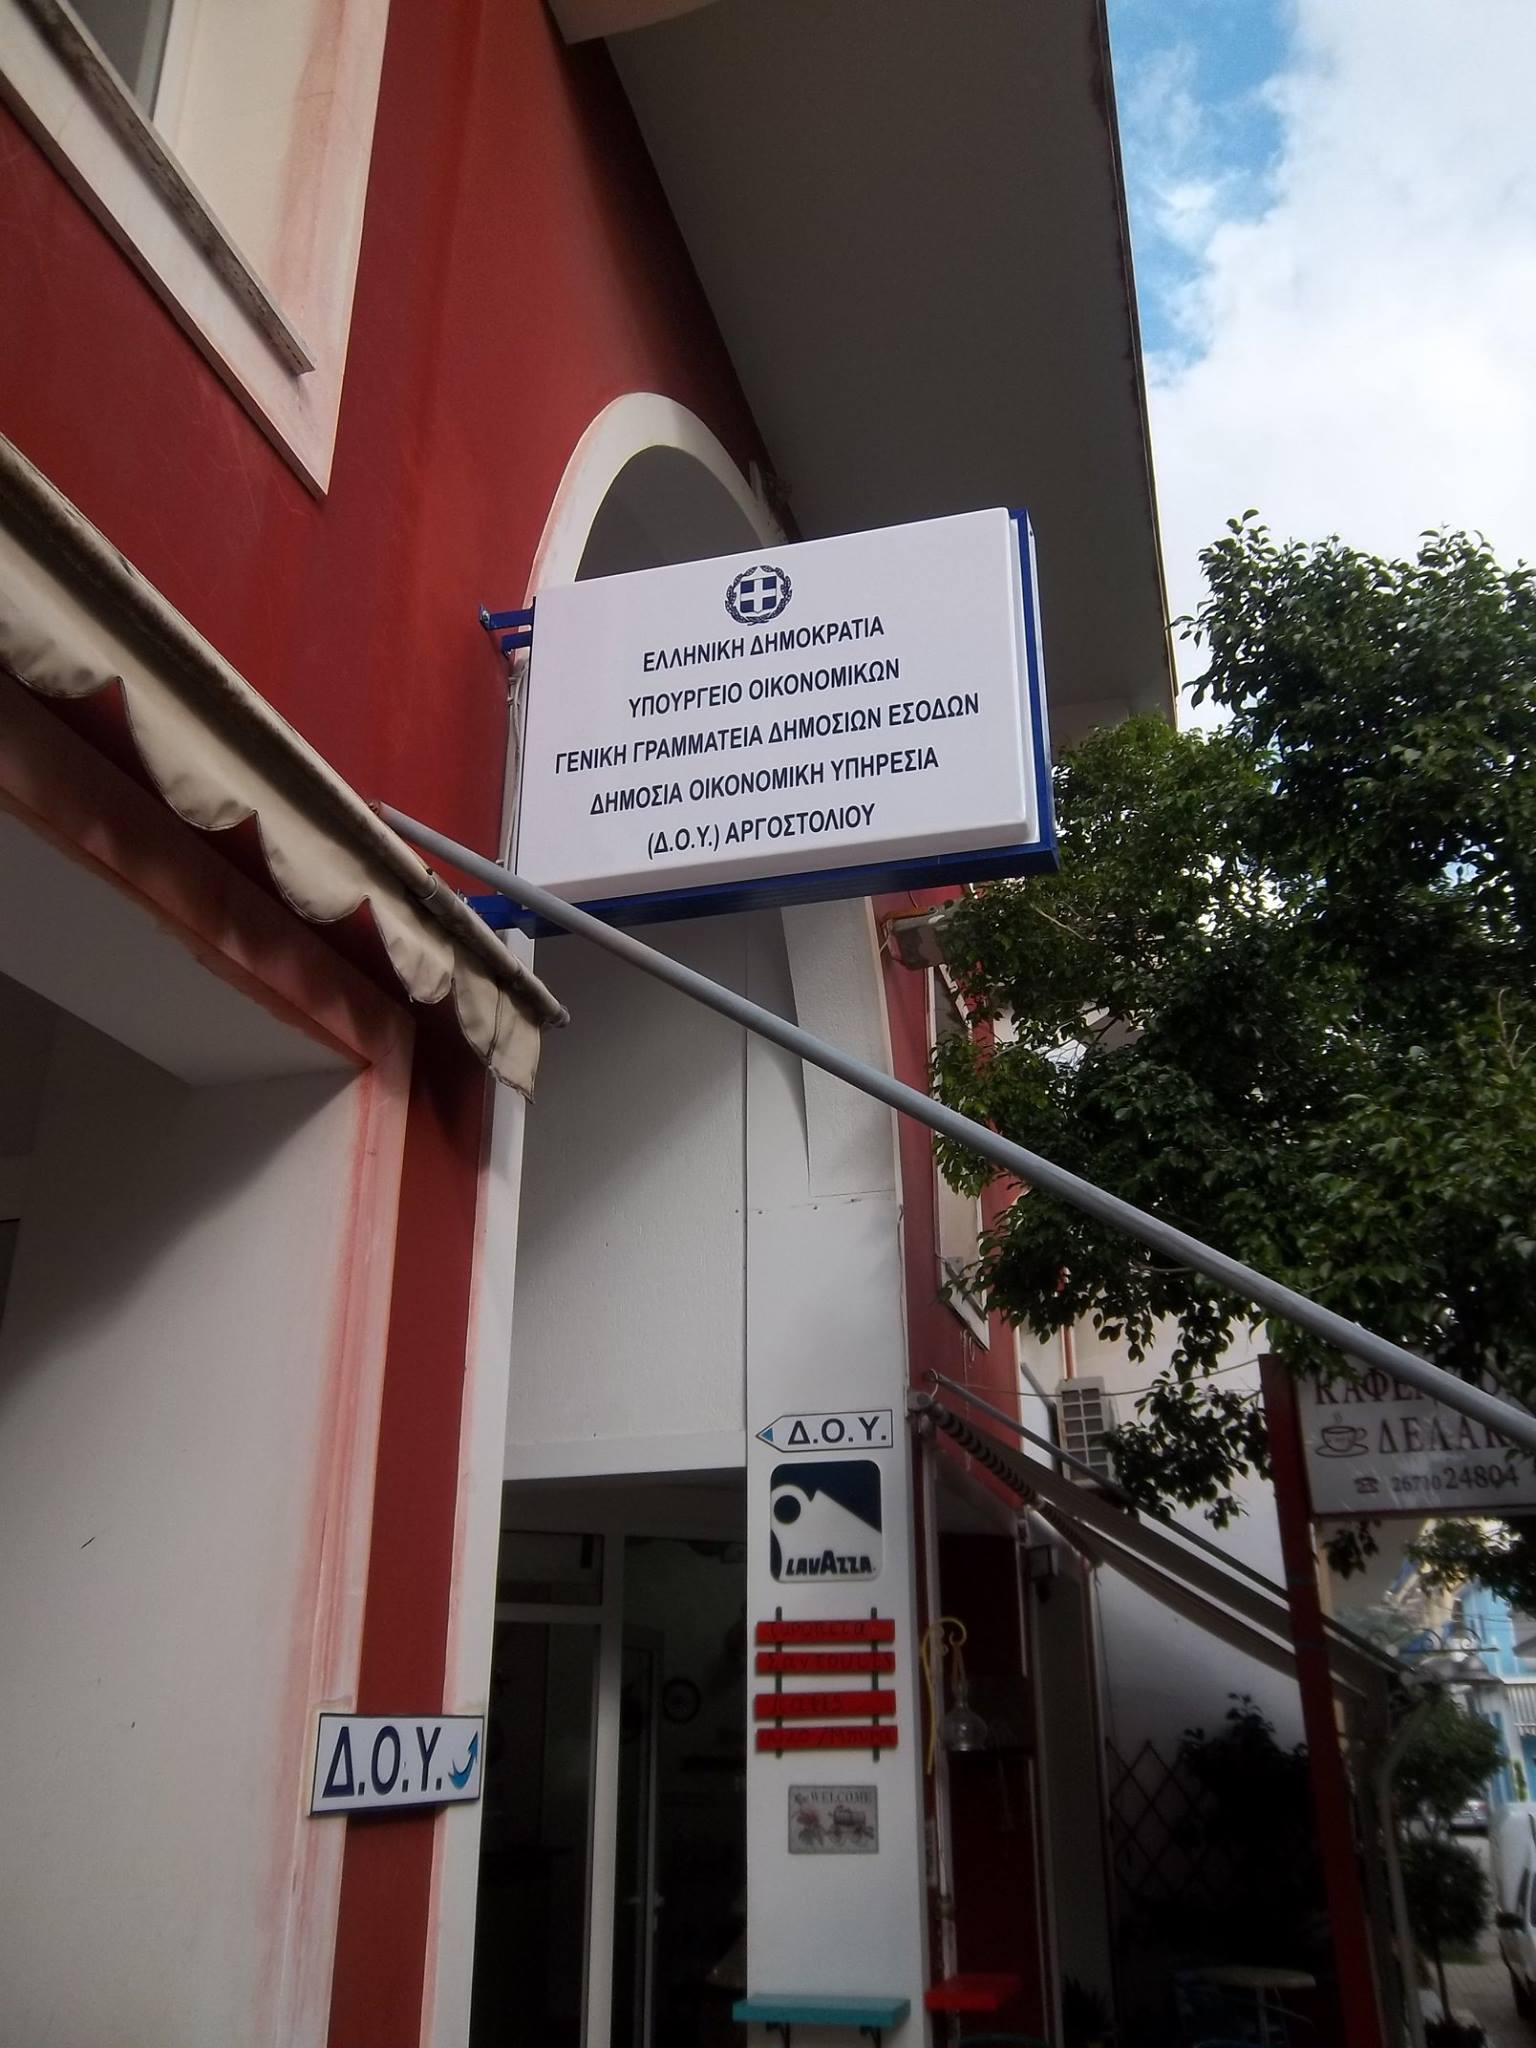 ΕΛΛΗΝΙΚΗ ΔΗΜΟΚΡΑΤΙΑ
ΥΠΟΥΡΓΕΙΟ ΟΙΚΟΝΟΜΙΚΩΝ
ΓΕΝΙΚΗ ΓΡΑΜΜΑΤΕΙΑ ΔΗΜΟΣΙΩΝ ΕΣΟΔΩΝ
ΔΗΜΟΣΙΑ ΟΙΚΟΝΟΜΙΚΗ ΥΠΗΡΕΣΙΑ
(Δ.Ο.Υ.) ΑΡΓΟΣΤΟΛΙΟΥ
Δ.Ο.Υ.
LAVAZZA
WELCOME
Δ.Ο.Υ.
24804